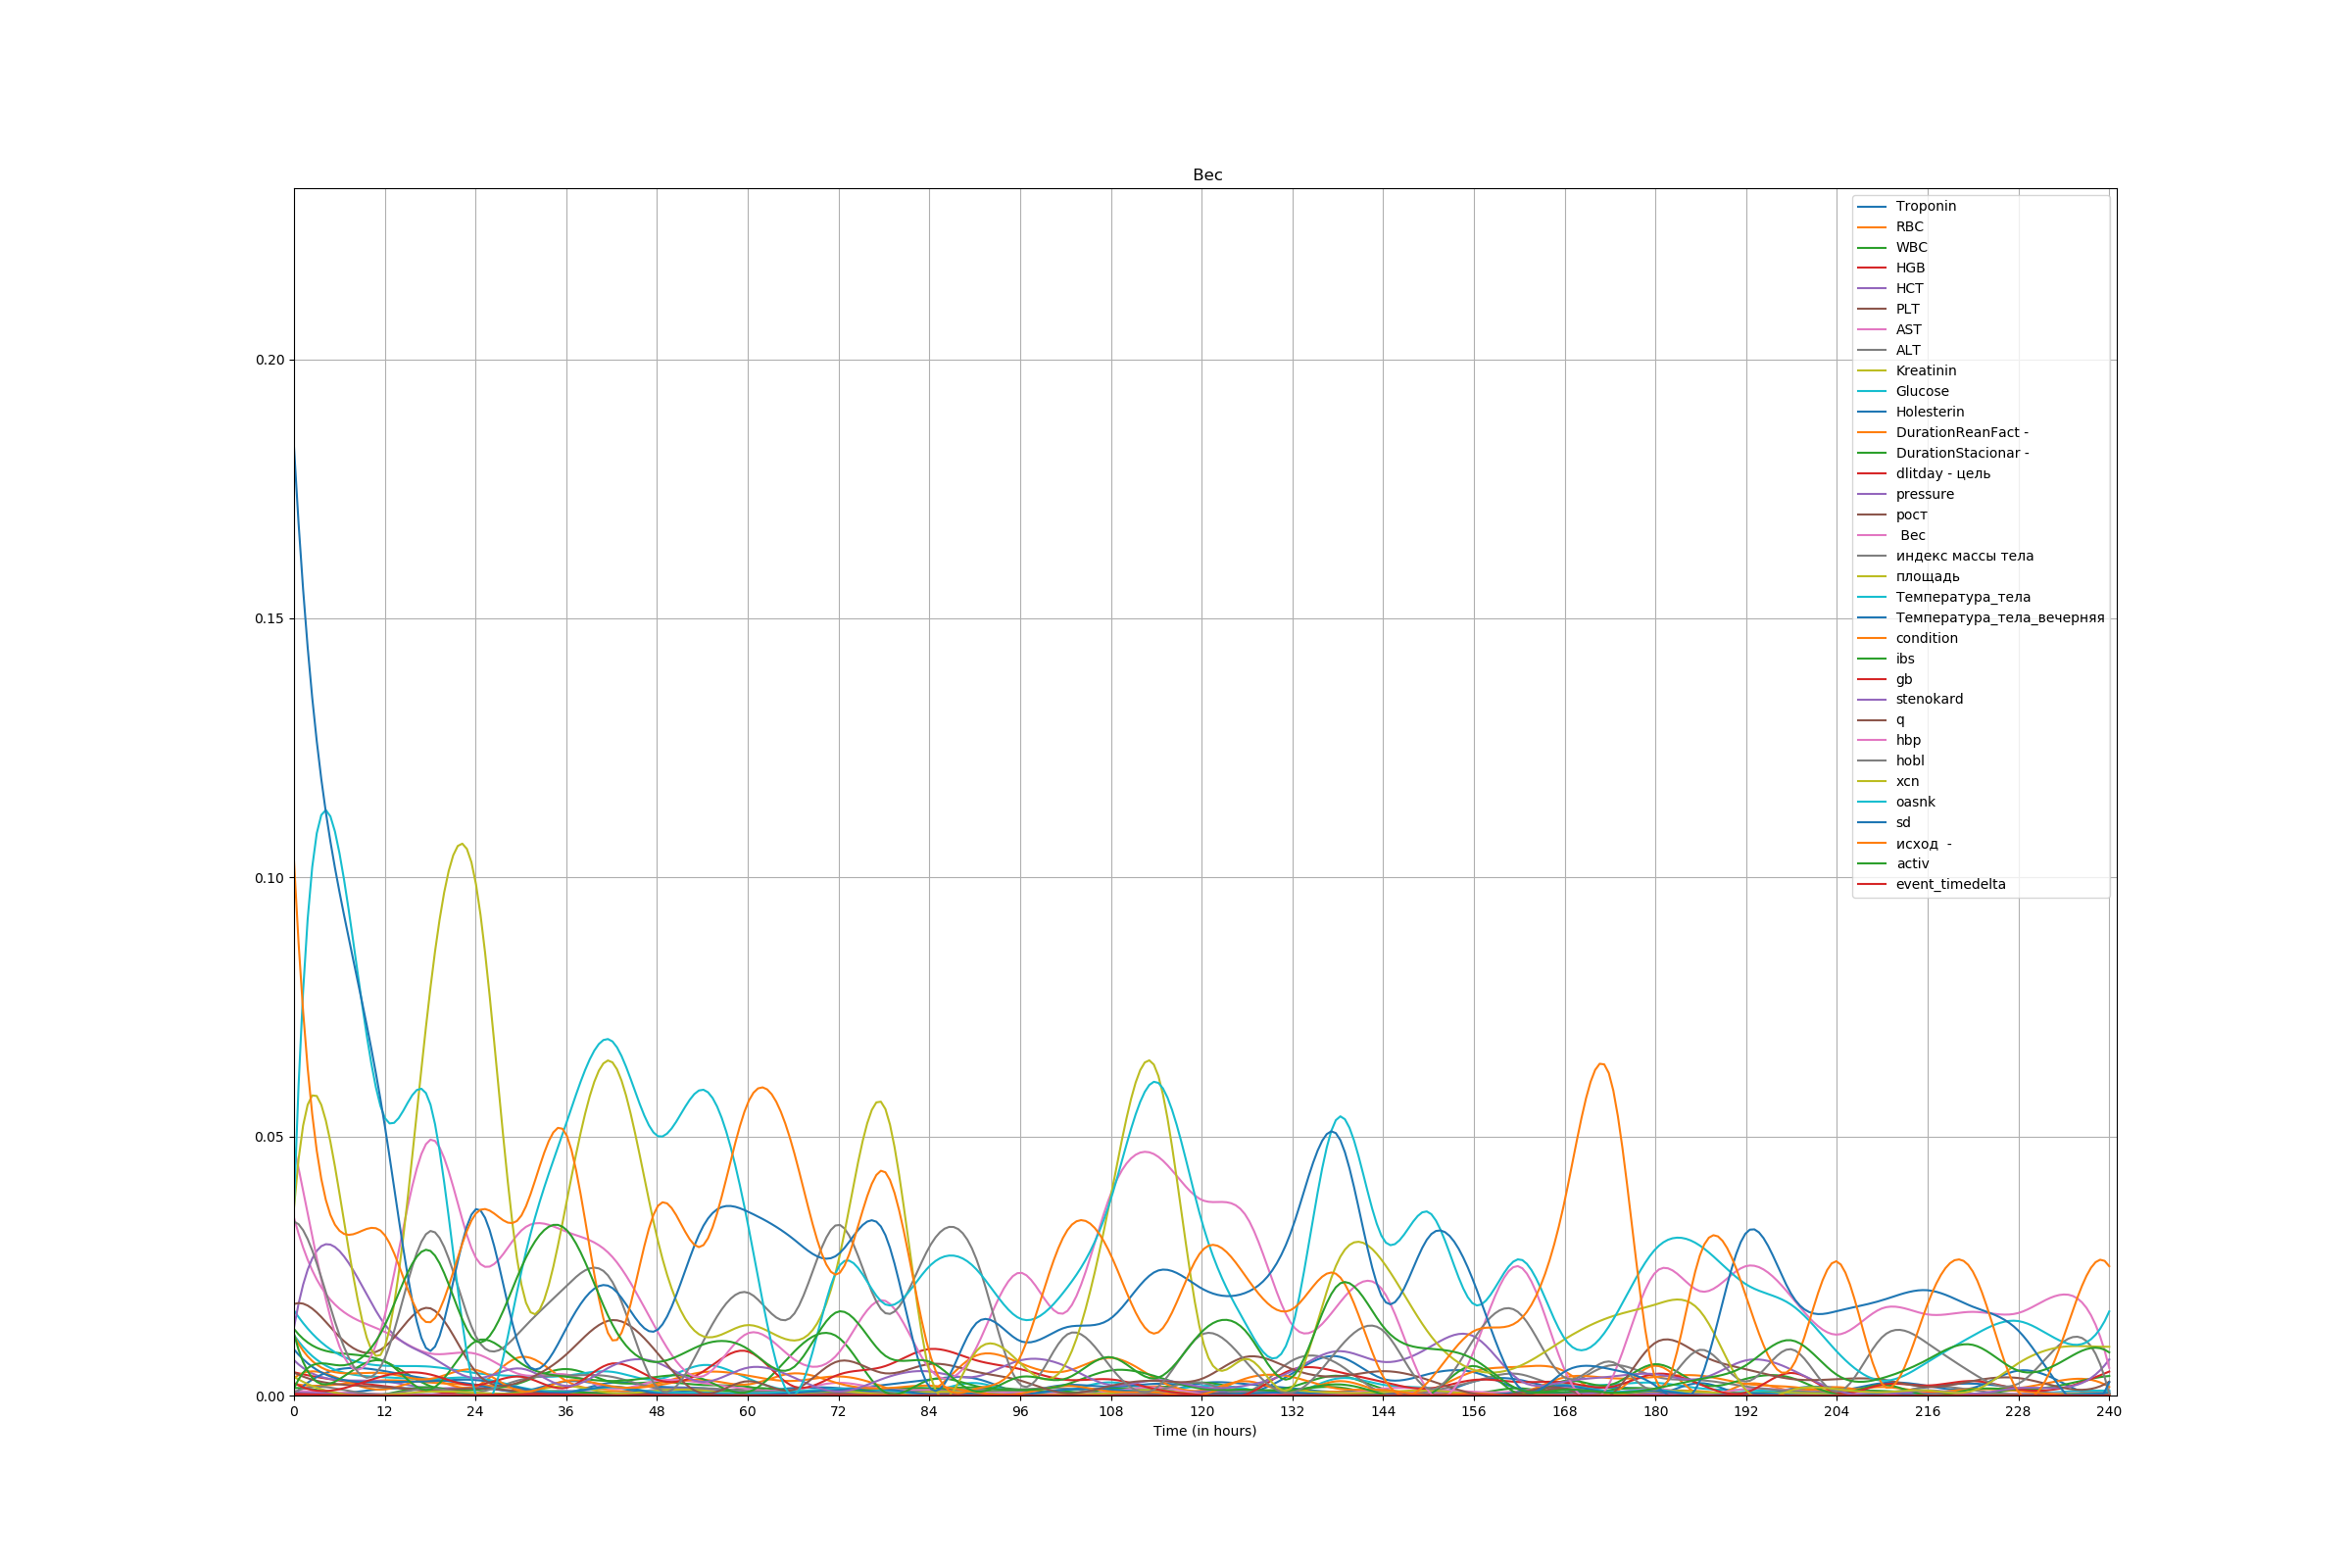 Вес
0.20
0.15
0.10
0.05
0.00
0 12 24 36 48 60 72 84 96 108 120 132 144 156 168 180 192 204 216 228 240
Time (in hours)
Troponin
RBC
WBC
HGB
HCT
PLT
AST
ALT
Kreatinin
Glucose
Holesterin
DurationReanFact -
DurationStacionar -
dlitday - цель
pressure
рост
Вес
индекс массы тела
площадь
Температура_тела
Температура_тела_вечерняя
condition
ibs
gb
stenokard
q
hbp
hobl
xcn
oasnk
sd
исход  -
activ
event_timedelta